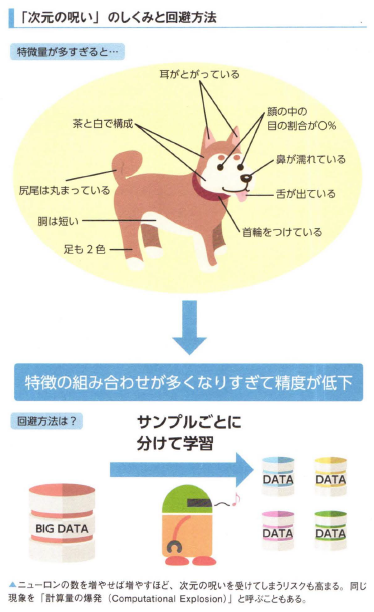 「次元の呪い」のしくみと回避方法
特徴量が多すぎると…
耳がとがっている
茶と白で構成
顔の中の
目の割合が〇%
鼻が濡れている
尻尾は丸まっている
舌が出ている
胴は短い
首輪をつけている
足も2色
特徴の組み合わせが多くなりすぎて精度が低下
回避方法は?
サンプルごとに
分けて学習
BIG DATA
DATA
DATA
DATA
DATA
▲ニューロンの数を増やせば増やすほど、次元の呪いを受けてしまうリスクも高まる。同じ
現象を「計算量の爆発(Computational Explosion)」と呼ぶこともある。